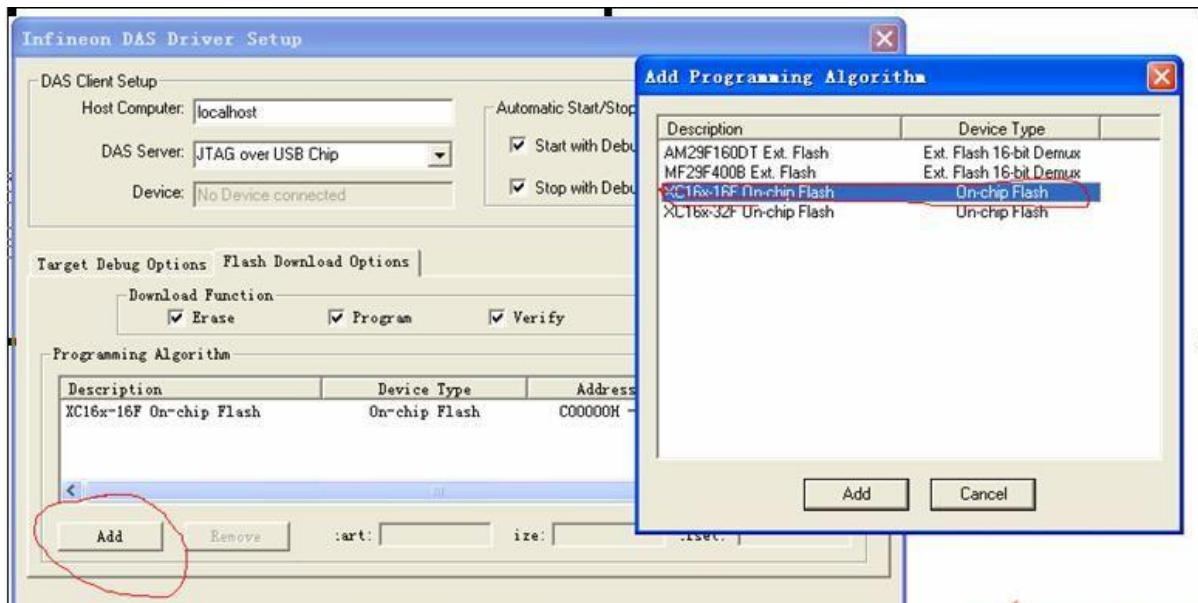 Infineon DAS Driver Setup
DAS Client Setup
Host Computer: localhost
DAS Server: JTAG over USB Chip
Device: No Device connected
Automatic Start/Stop
Start with Debu
Stop with Debu
Target Debug Options Flash Download Options
Download Function
Erase Program Verify
Programming Algorithm
Description Device Type Address
XC16x-16F On-chip Flash On-chip Flash C00000H -
Add Remove :art: ize:
Add Programming Algorithm
Description Device Type
AM29F160DT Ext. Flash Ext. Flash 16-bit Demux
MF29F400B Ext. Flash Ext. Flash 16-bit Demux
XC16x-16F On-chip Flash On-chip Flash
XC16x-32F On-chip Flash On-chip Flash
Add Cancel